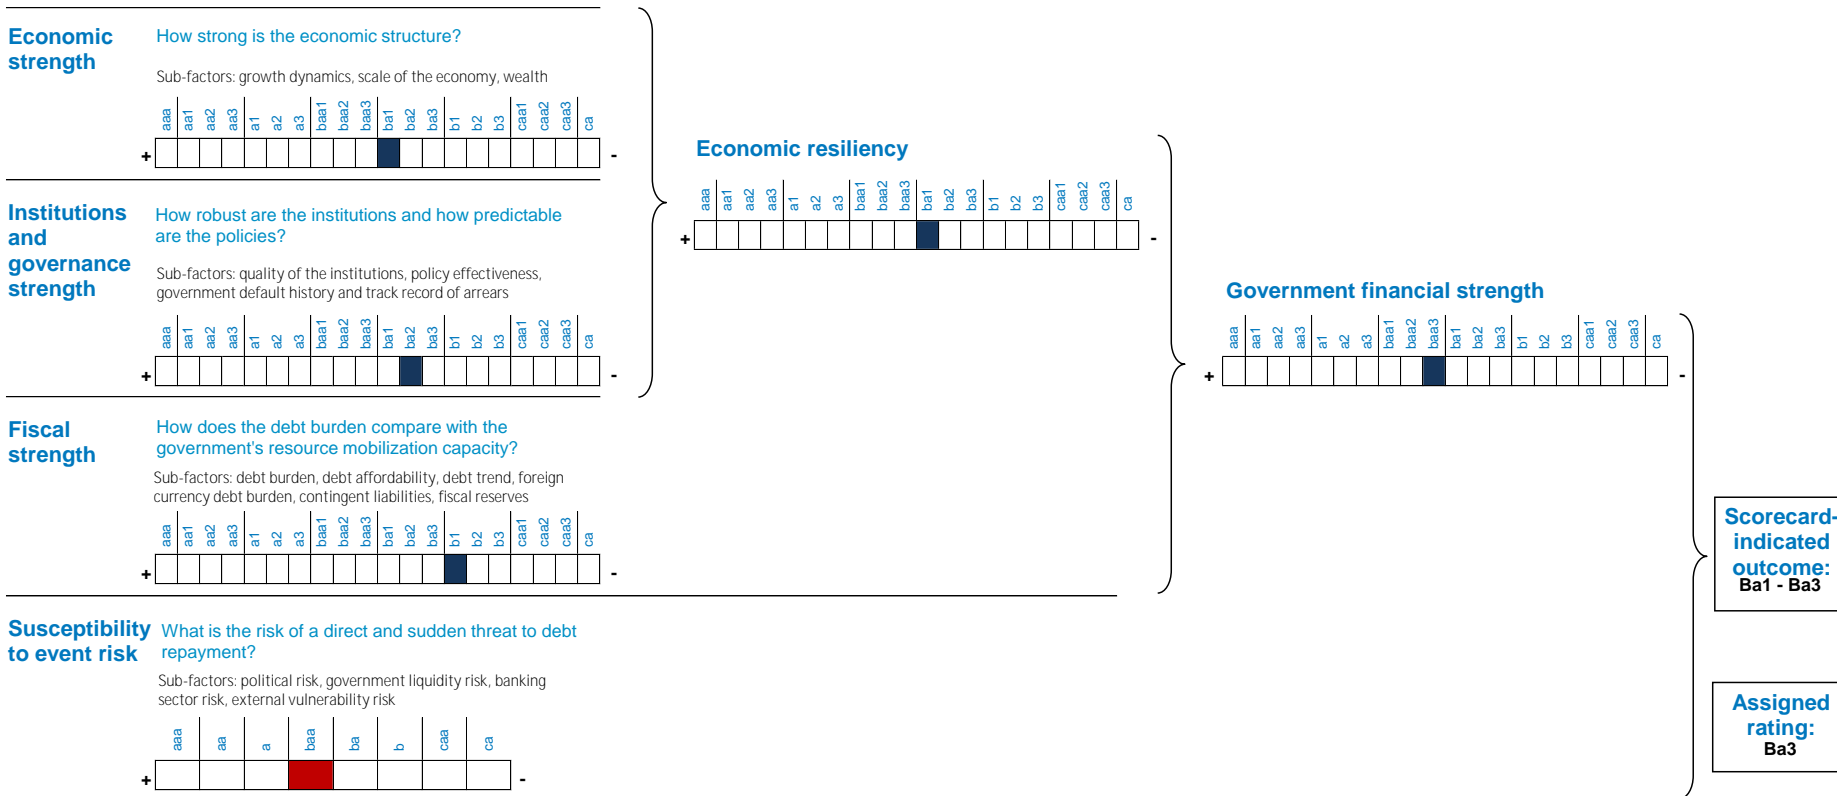 Economic
strength
How strong is the economic structure?
Sub-factors: growth dynamics, scale of the economy, wealth
aaa aa1 aa2 aa3 a1 a2 a3 baa1 baa2 baa3 ba1 ba2 ba3 b1 b2 b3 caa1 caa2 caa3 ca
+ -
Institutions
and
governance
strength
How robust are the institutions and how predictable
are the policies?
Sub-factors: quality of the institutions, policy effectiveness,
government default history and track record of arrears
aaa aa1 aa2 aa3 a1 a2 a3 baa1 baa2 baa3 ba1 ba2 ba3 b1 b2 b3 caa1 caa2 caa3 ca
+ -
Economic resiliency
aaa aa1 aa2 aa3 a1 a2 a3 baa1 baa2 baa3 ba1 ba2 ba3 b1 b2 b3 caa1 caa2 caa3 ca
+ -
Fiscal
strength
How does the debt burden compare with the
government's resource mobilization capacity?
Sub-factors: debt burden, debt affordability, debt trend, foreign
currency debt burden, contingent liabilities, fiscal reserves
aaa aa1 aa2 aa3 a1 a2 a3 baa1 baa2 baa3 ba1 ba2 ba3 b1 b2 b3 caa1 caa2 caa3 ca
+ -
Government financial strength
aaa aa1 aa2 aa3 a1 a2 a3 baa1 baa2 baa3 ba1 ba2 ba3 b1 b2 b3 caa1 caa2 caa3 ca
+ -
Susceptibility
to event risk
What is the risk of a direct and sudden threat to debt
repayment?
Sub-factors: political risk, government liquidity risk, banking
sector risk, external vulnerability risk
aaa aa a baa ba b caa ca
+ -
Scorecard-
indicated
outcome:
Ba1 - Ba3
Assigned
rating:
Ba3